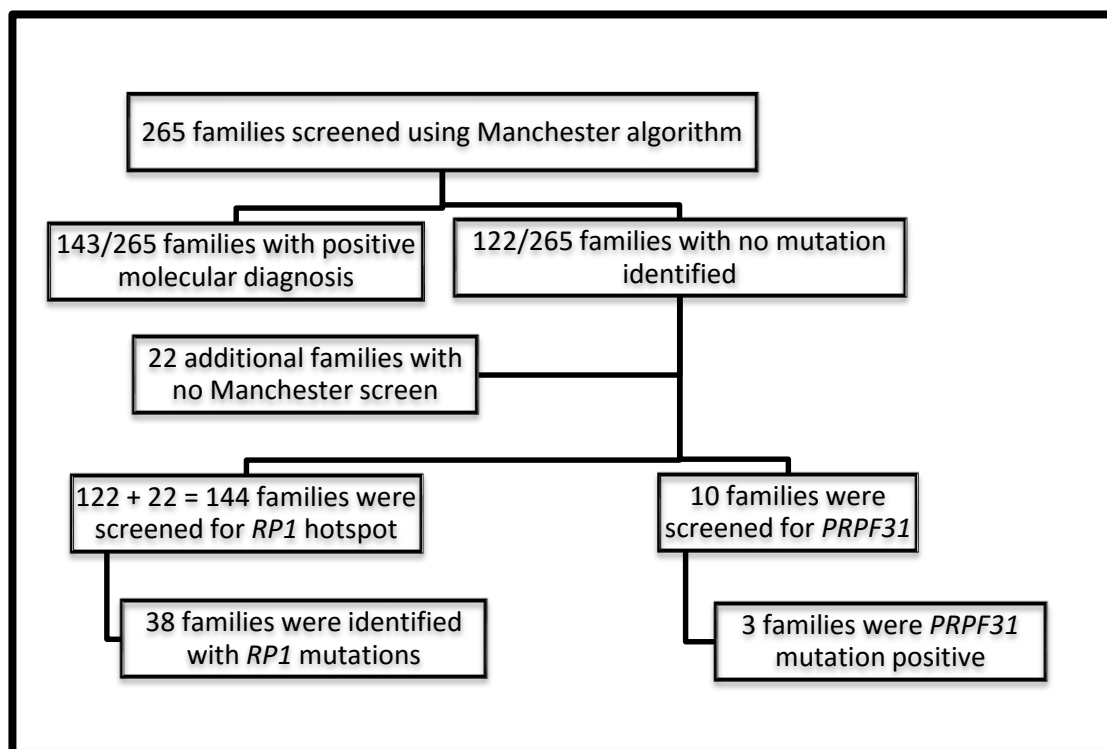 265 families screened using Manchester algorithm
143/265 families with positive
molecular diagnosis
122/265 families with no mutation
identified
22 additional families with
no Manchester screen
122 + 22 = 144 families were
screened for RP1 hotspot
10 families were
screened for PRPF31
38 families were identified
with RP1 mutations
3 families were PRPF31
mutation positive